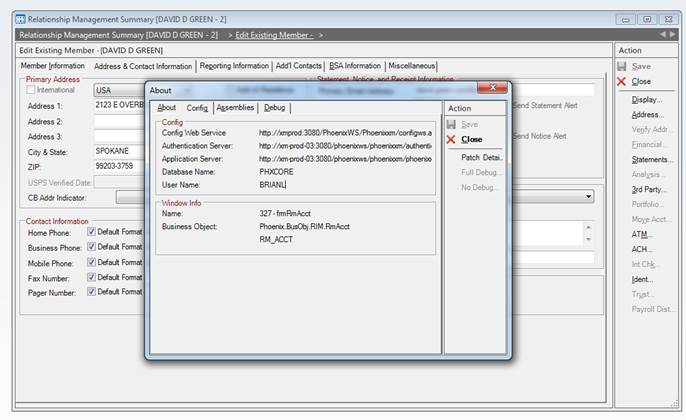 Relationship Management Summary [DAVID D GREEN - 2]
Relationship Management Summary [DAVID D GREEN - 2] > Edit Existing Member - >
Edit Existing Member -[DAVID D GREEN]
Action
Member Information Address & Contact Information Reporting Information Add'l Contacts BSA Information Miscellaneous
Save
Close
Display...
Address...
Verify Addr...
Financial...
Statements...
Analysis...
3rd Party...
Portfolio...
Move Acct...
ATM...
ACH...
Int Chk...
Ident...
Trust...
Payroll Dist...
Primary Address
International USA
Statement, Notice, and Receipt Information
Address 1: 2123 E OVERB
Send Statement Alert
Address 2:
Address 3:
Send Notice Alert
City & State: SPOKANE
ZIP: 99203-3759
USPS Verified Date:
CB Addr Indicator:
Contact Information
Home Phone: Default Format
Business Phone: Default Format
Mobile Phone: Default Format
Fax Number: Default Format
Pager Number: Default Format
About
About Config Assemblies Debug
Action
Save
Close
Patch Detai..
Full Debug...
No Debug...
Config
Config Web Service http://xmprod:3080/PhoenixWS/Phoenixxm/configws.a
Authentication Server: http://xm-prod-03:3080/phoenixws/phoenixxm/authentic
Application Server: http://xm-prod-03:3080/phoenixws/phoenixxm/phoenixo
Database Name: PHXCORE
User Name: BRIANL
Window Info
Name: 327 - frmRmAcct
Business Object: Phoenix.BusObj.RIM.RmAcct
RM_ACCT